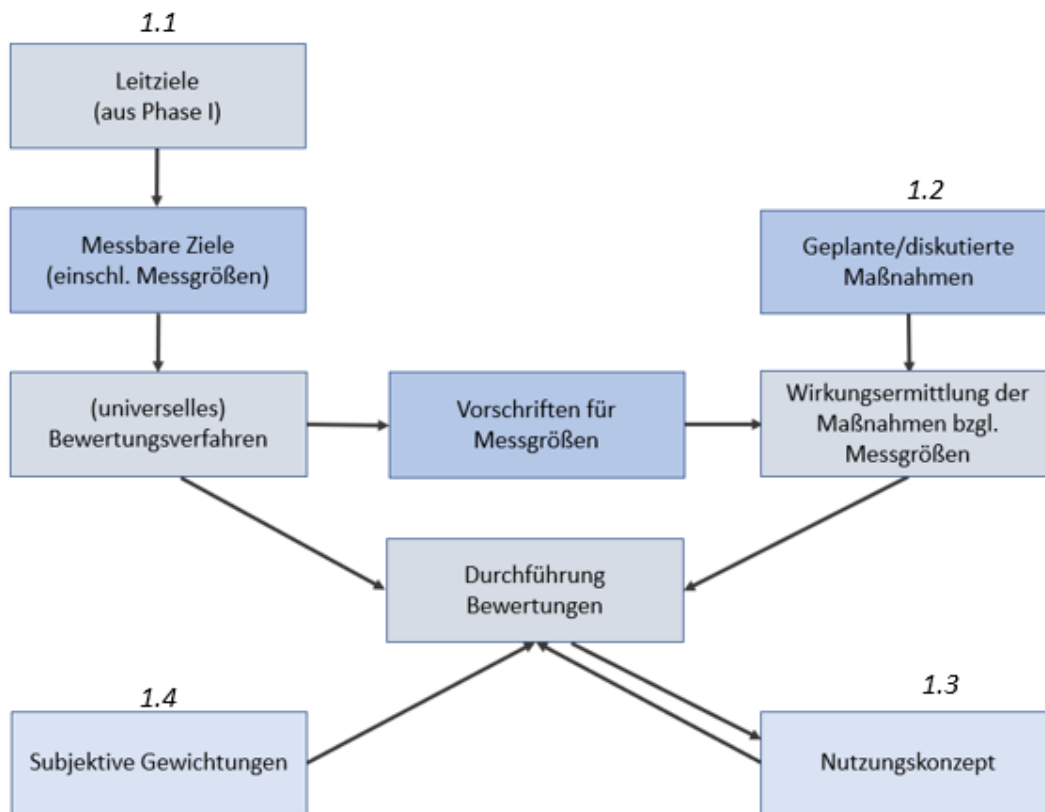 1.1
Leitziele
(aus Phase I)
1.2
Messbare Ziele
(einschl. Messgrößen)
Geplante/diskutierte
Maßnahmen
(universelles)
Bewertungsverfahren
Vorschriften für
Messgrößen
Wirkungsermittlung der
Maßnahmen bzgl.
Messgrößen
Durchführung
Bewertungen
1.4
Subjektive Gewichtungen
1.3
Nutzungskonzept